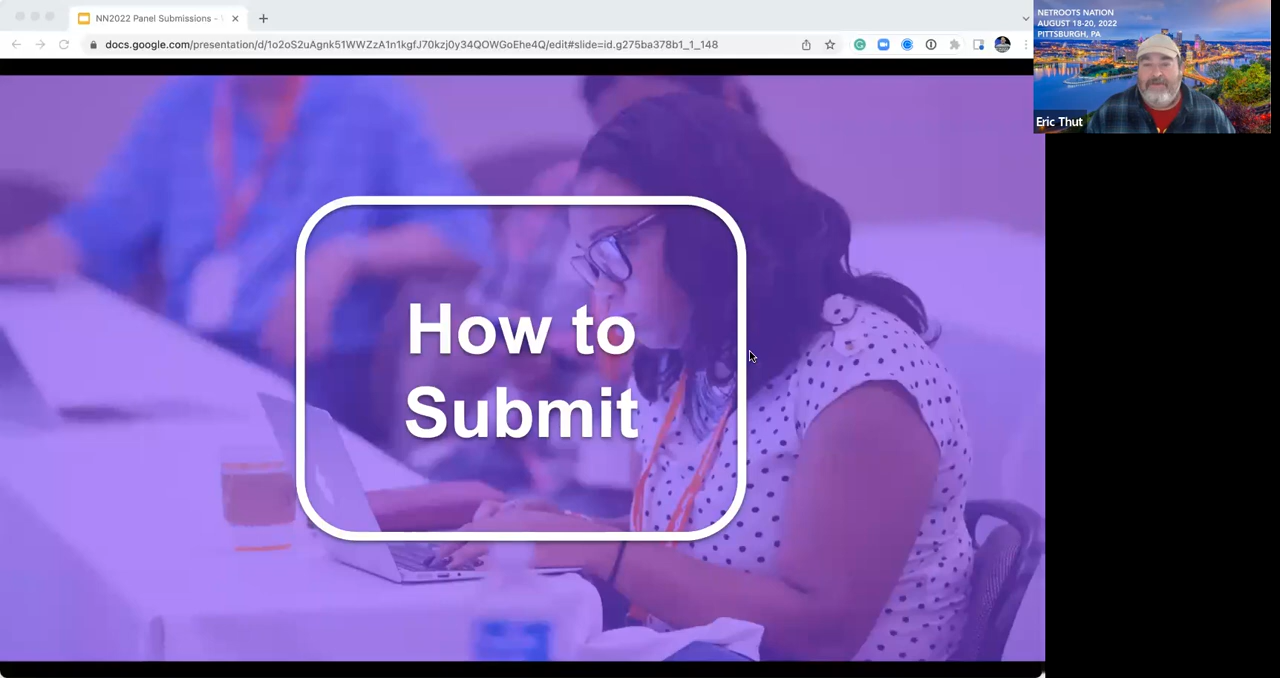 NN2022 Panel Submissions -
docs.google.com/presentation/d/1o2oS2uAgnk51WWZzA1n1kgfJ70kzj0y34QOWGoEhe4Q/edit#slide=id.g275ba378b1_1_148
NETROOTS NATION
AUGUST 18-20, 2022
PITTSBURGH, PA
Eric Thut
How to
Submit